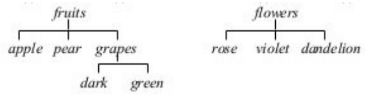 fruits flowers
apple pear grapes rose violet dandelion
dark green